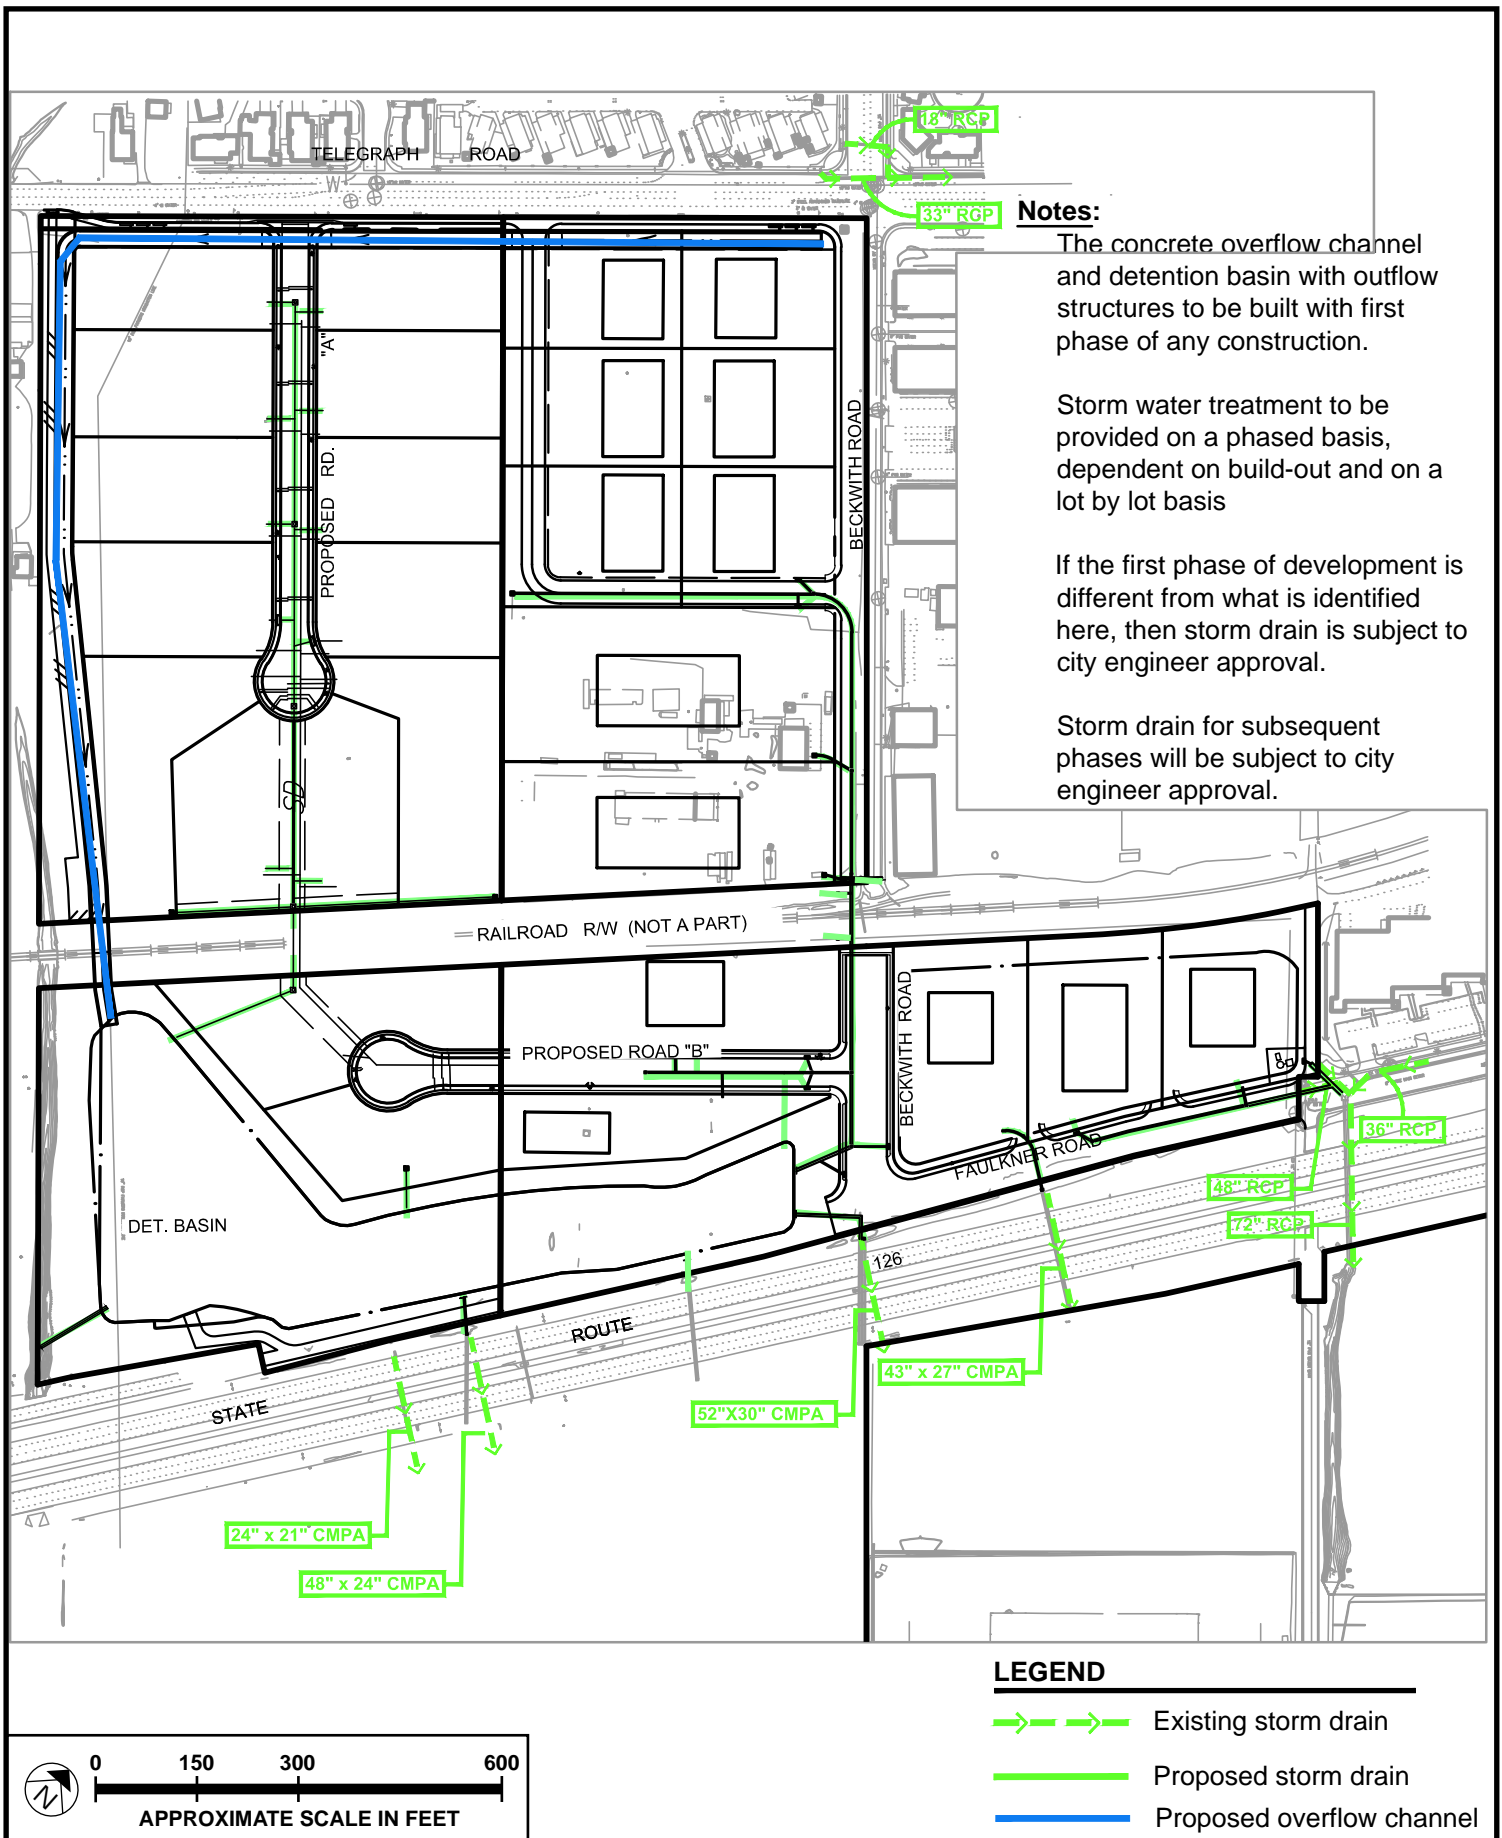 18" RCP
TELEGRAPH ROAD
W
33" RGP
Notes:
The concrete overflow channel
and detention basin with outflow
structures to be built with first
phase of any construction.
Storm water treatment to be
provided on a phased basis,
dependent on build-out and on a
lot by lot basis
If the first phase of development is
different from what is identified
here, then storm drain is subject to
city engineer approval.
Storm drain for subsequent
phases will be subject to city
engineer approval.
PROPOSED RD. "A"
BECKWITH ROAD
SD
RAILROAD R/W (NOT A PART)
BECKWITH ROAD
PROPOSED ROAD "B"
FAULKNER ROAD
36" RCP
48" RCP
72" RCP
DET. BASIN
126
ROUTE
STATE
43" x 27" CMPA
52"X30" CMPA
24" x 21" CMPA
48" x 24" CMPA
LEGEND
Existing storm drain
Proposed storm drain
Proposed overflow channel
N
0 150 300 600
APPROXIMATE SCALE IN FEET